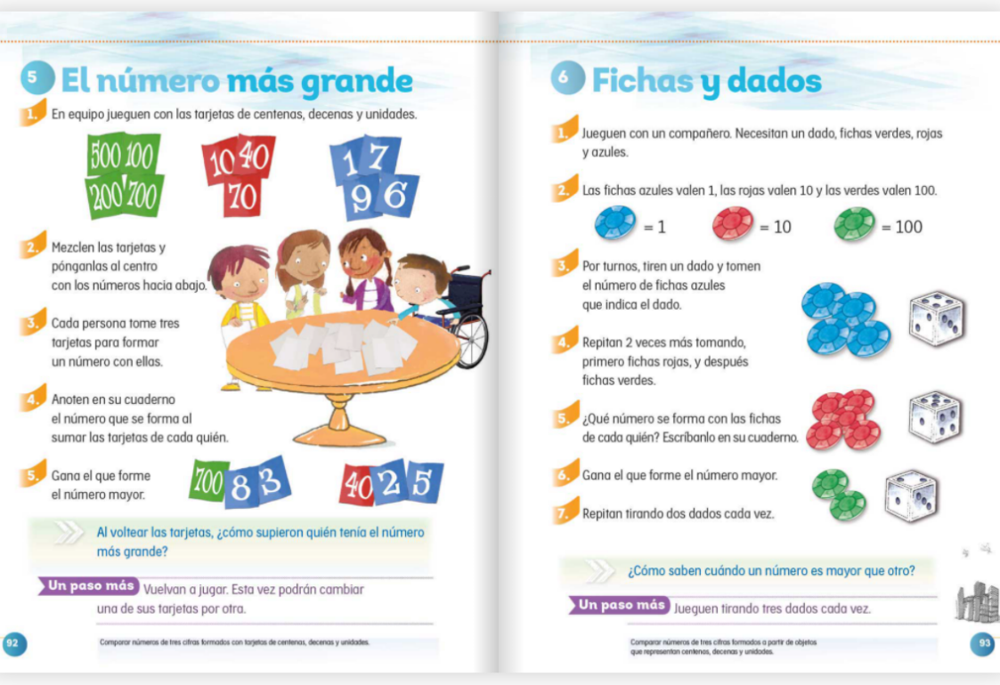 5 El número más grande
1. En equipo jueguen con las tarjetas de centenas, decenas y unidades.
500 100
200 700
10 40
70
1 7
9 6
2. Mezclen las tarjetas y
pónganlas al centro
con los números hacia abajo.
3. Cada persona tome tres
tarjetas para formar
un número con ellas.
4. Anoten en su cuaderno
el número que se forma al
sumar las tarjetas de cada quién.
5. Gana el que forme
el número mayor.
700 8 3
40 2 5
Al voltear las tarjetas, ¿cómo supieron quién tenía el número
más grande?
Un paso más Vuelvan a jugar. Esta vez podrán cambiar
una de sus tarjetas por otra.
92
Comparar números de tres cifras formados con tarjetas de centenas, decenas y unidades.
6 Fichas y dados
1. Jueguen con un compañero. Necesitan un dado, fichas verdes, rojas
y azules.
2. Las fichas azules valen 1, las rojas valen 10 y las verdes valen 100.
= 1
= 10
= 100
3. Por turnos, tiren un dado y tomen
el número de fichas azules
que indica el dado.
4. Repitan 2 veces más tomando,
primero fichas rojas, y después
fichas verdes.
5. ¿Qué número se forma con las fichas
de cada quién? Escríbanlo en su cuaderno.
6. Gana el que forme el número mayor.
7. Repitan tirando dos dados cada vez.
¿Cómo saben cuándo un número es mayor que otro?
Un paso más Jueguen tirando tres dados cada vez.
Comparar números de tres cifras formados a partir de objetos
que representan centenas, decenas y unidades.
93